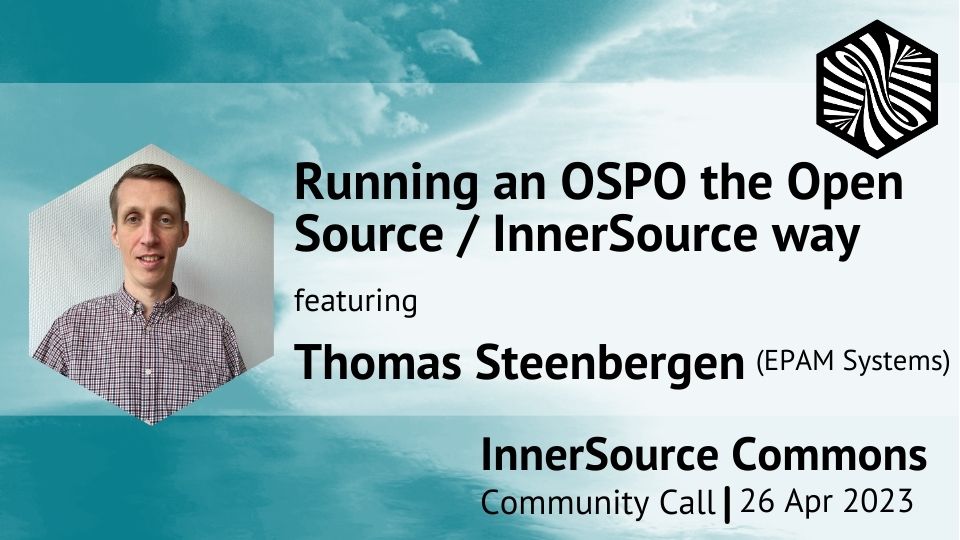 Running an OSPO the Open
Source / InnerSource way
featuring
Thomas Steenbergen (EPAM Systems)
InnerSource Commons
Community Call | 26 Apr 2023